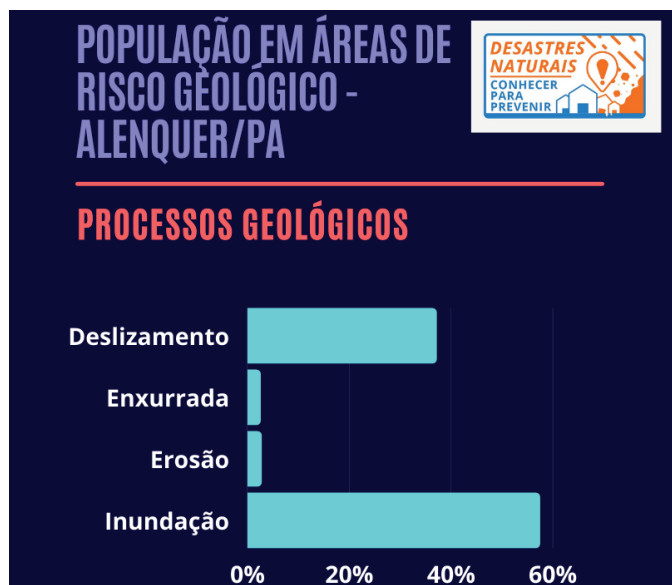 POPULAÇÃO EM ÁREAS DE
RISCO GEOLÓGICO -
ALENQUER/PA
DESASTRES
NATURAIS
CONHECER
PARA
PREVENIR
PROCESSOS GEOLÓGICOS
Deslizamento
Enxurrada
Erosão
Inundação
0% 20% 40% 60%